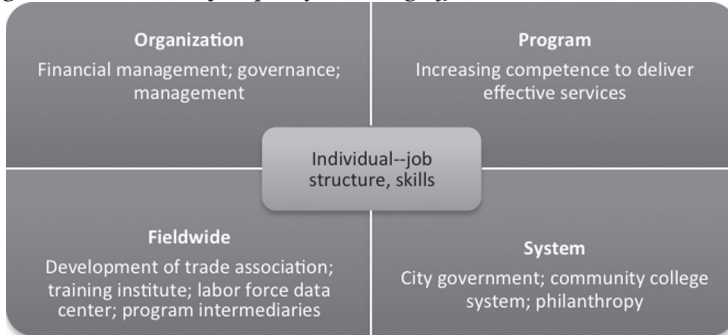 Organization
Financial management; governance;
management
Program
Increasing competence to deliver
effective services
Individual--job
structure, skills
Fieldwide
Development of trade association;
training institute; labor force data
center; program intermediaries
System
City government; community college
system; philanthropy